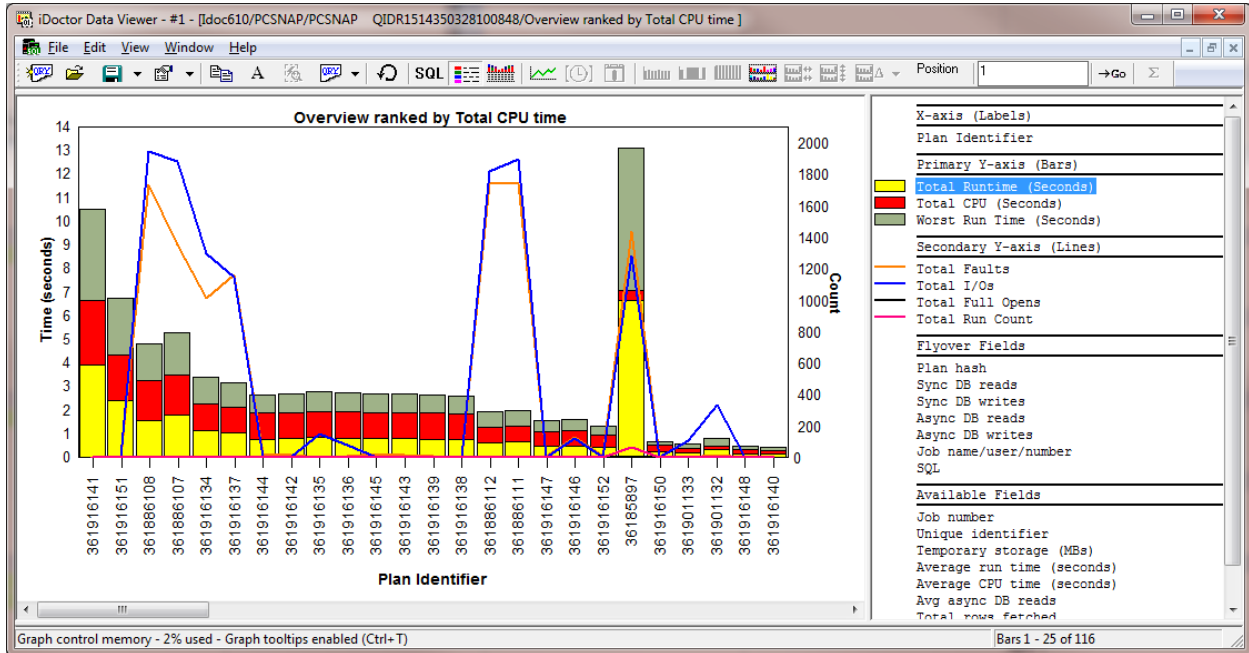 iDoctor Data Viewer - #1 - [Idoc610/PCSNAP/PCSNAP QIDR1514350328100848/Overview ranked by Total CPU time ]
File Edit View Window Help
QRY A QRY SQL Position 1 →Go Σ
Overview ranked by Total CPU time
14
13
12
11
10
9
8
7
6
5
4
3
2
1
0
Time (seconds)
2000
1800
1600
1400
1200
1000
800
600
400
200
0
Count
361916141
361916151
361886108
361886107
361916134
361916137
361916144
361916142
361916135
361916136
361916145
361916143
361916139
361916138
361886112
361886111
361916147
361916146
361916152
36185897
361916150
361901133
361901132
361916148
361916140
Plan Identifier
X-axis (Labels)
Plan Identifier
Primary Y-axis (Bars)
Total Runtime (Seconds)
Total CPU (Seconds)
Worst Run Time (Seconds)
Secondary Y-axis (Lines)
Total Faults
Total I/Os
Total Full Opens
Total Run Count
Flyover Fields
Plan hash
Sync DB reads
Sync DB writes
Async DB reads
Async DB writes
Job name/user/number
SQL
Available Fields
Job number
Unique identifier
Temporary storage (MBs)
Average run time (seconds)
Average CPU time (seconds)
Avg async DB reads
Total rows fetched
Graph control memory - 2% used - Graph tooltips enabled (Ctrl+T)
Bars 1 - 25 of 116